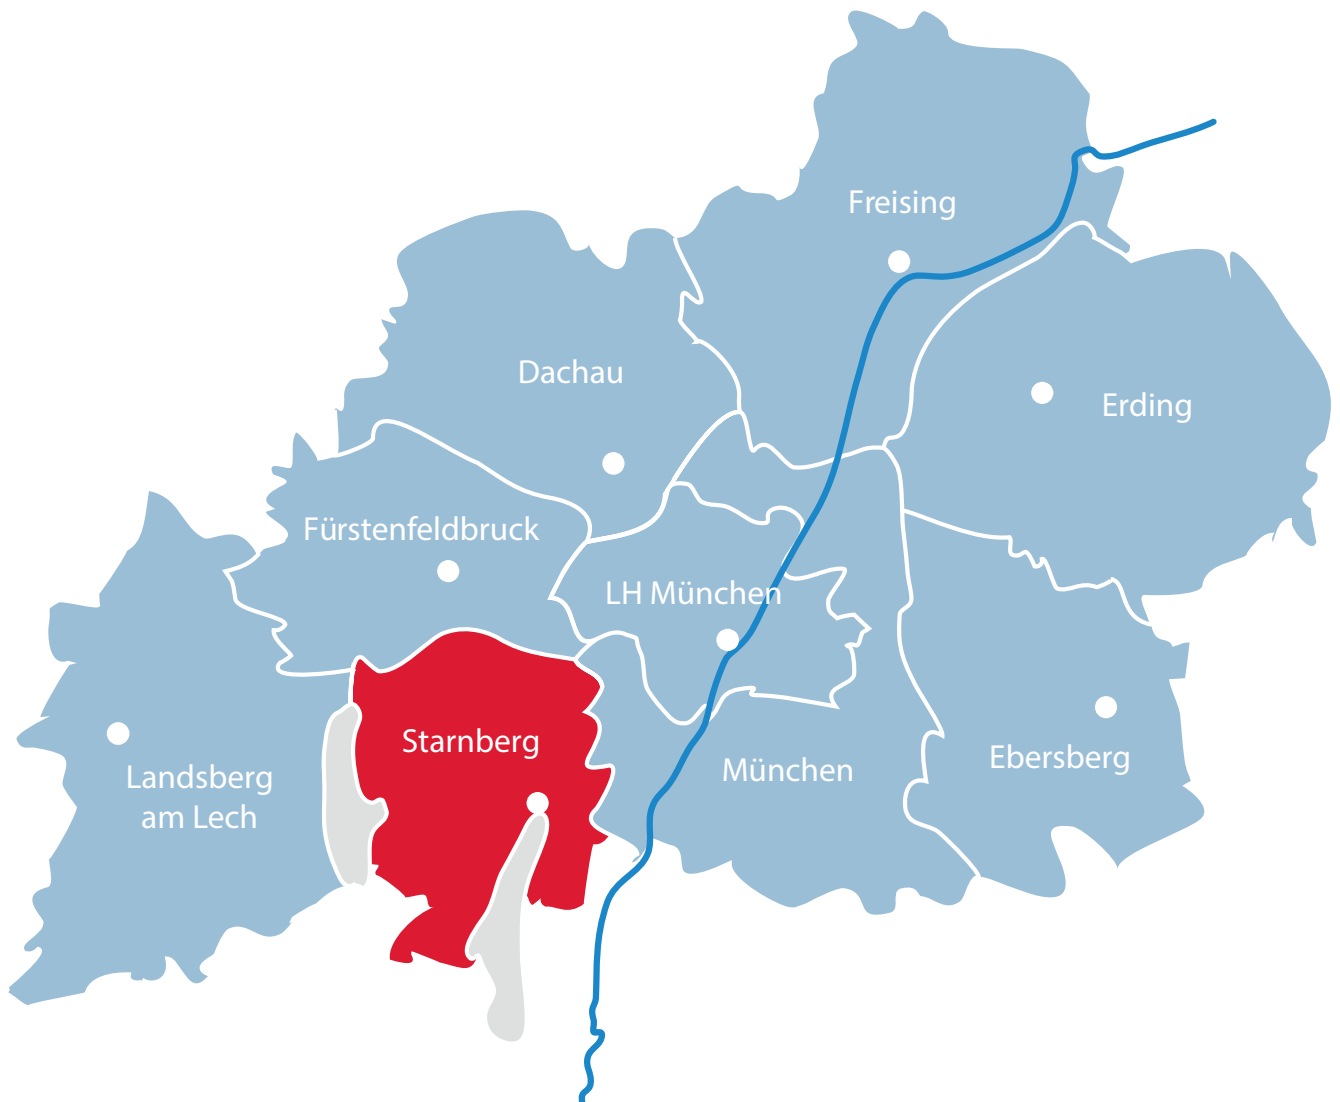 Freising
Dachau
Erding
Fürstenfeldbruck
LH München
Starnberg
München
Ebersberg
Landsberg
am Lech